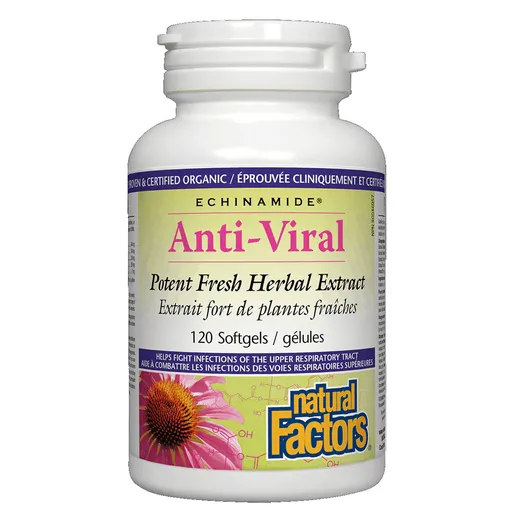 & CERTIFIED ORGANIC / ÉPROUVÉE CLINIQUEMENT ET
ECHINAMIDE®
Anti-Viral
Potent Fresh Herbal Extract
Extrait fort de plantes fraîches
120 Softgels / gélules
HELPS FIGHT INFECTIONS OF THE UPPER RESPIRATORY TRACT
AIDE À COMBATTRE LES INFECTIONS DES VOIES RESPIRATOIRES SUPÉRIEURES
natural
Factors®
OH